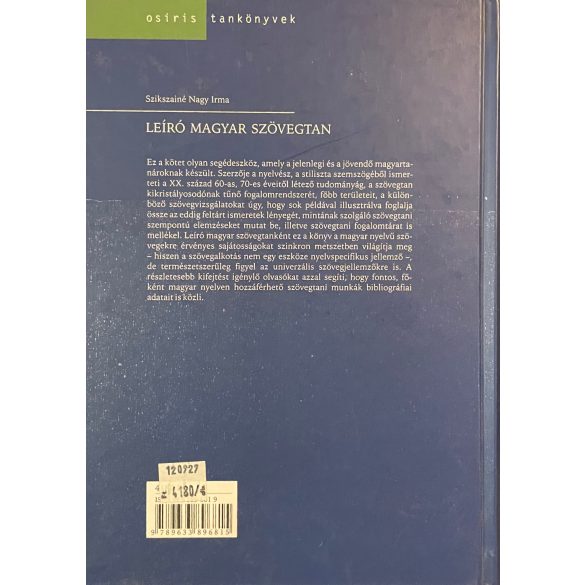 osiris tankönyvek
Szikszainé Nagy Irma
LEÍRÓ MAGYAR SZÖVEGTAN
Ez a kötet olyan segédeszköz, amely a jelenlegi és a jövendő magyarta-
nároknak készült. Szerzője a nyelvész, a stiliszta szemszögéből ismer-
teti a XX. század 60-as, 70-es éveitől létező tudományág, a szövegtan
kikristályosodónak tűnő fogalomrendszerét, főbb területeit, a külön-
böző szövegvizsgálatokat úgy, hogy sok példával illusztrálva foglalja
össze az eddig feltárt ismeretek lényegét, mintának szolgáló szövegtani
szempontú elemzéseket mutat be, illetve szövegtani fogalomtárat is
mellékel. Leíró magyar szövegtanként ez a könyv a magyar nyelvű szö-
vegekre érvényes sajátosságokat szinkron metszetben világítja meg
– hiszen a szövegalkotás nem egy eszköze nyelvspecifikus jellemző –,
de természetszerűleg figyel az univerzális szövegjellemzőkre is. A
részletesebb kifejtést igénylő olvasókat azzal segíti, hogy fontos, fő-
ként magyar nyelven hozzáférhető szövegtani munkák bibliográfiai
adatait is közli.
120727
4180/€
9 789633 896815